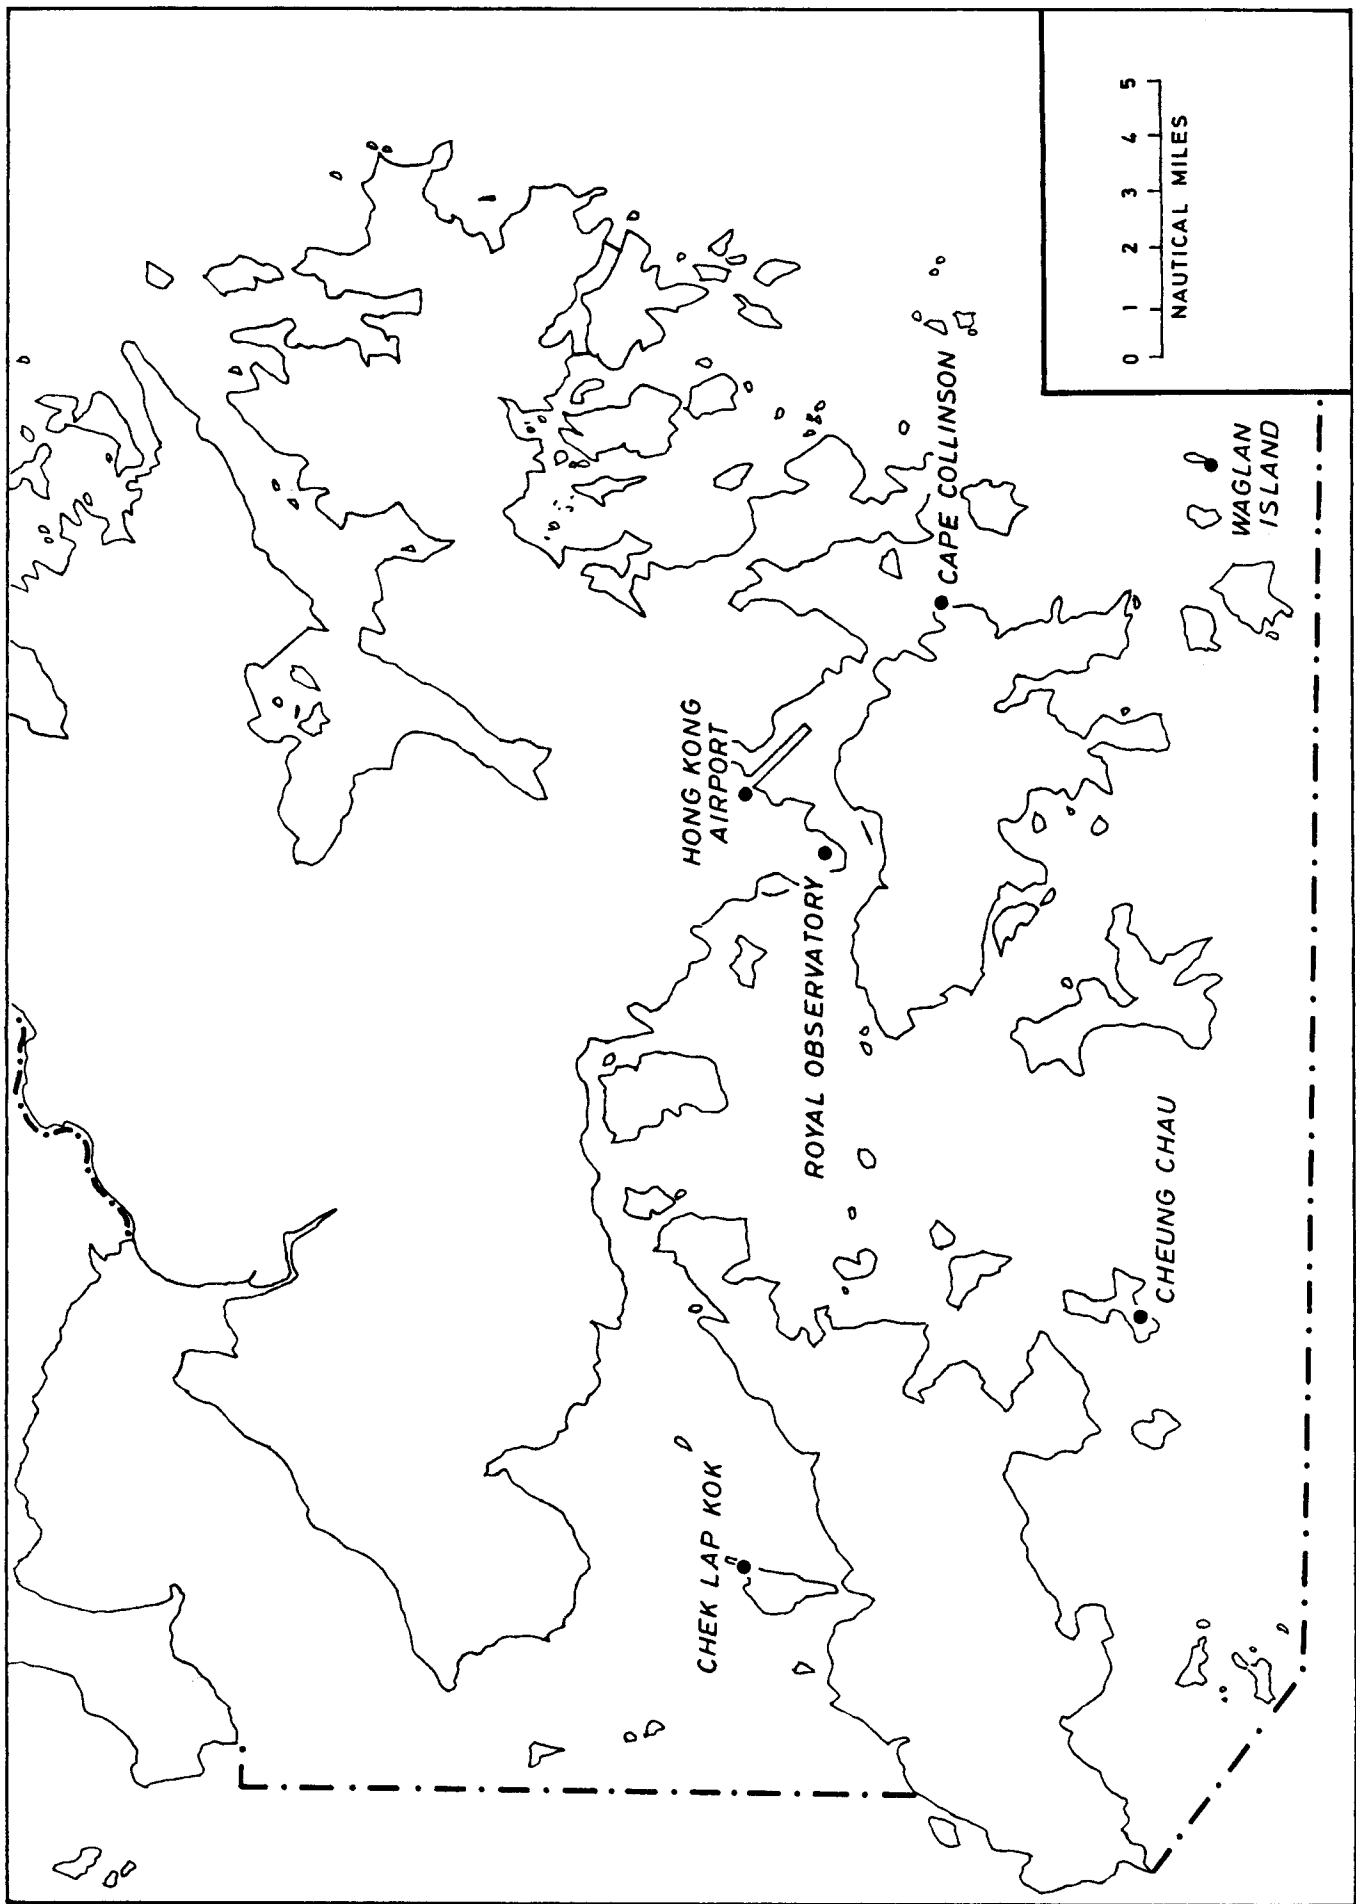 HONG KONG
AIRPORT
CHEK LAP KOK
ROYAL OBSERVATORY
CAPE COLLINSON
CHEUNG CHAU
WAGLAN
ISLAND
0 1 2 3 4 5
NAUTICAL MILES